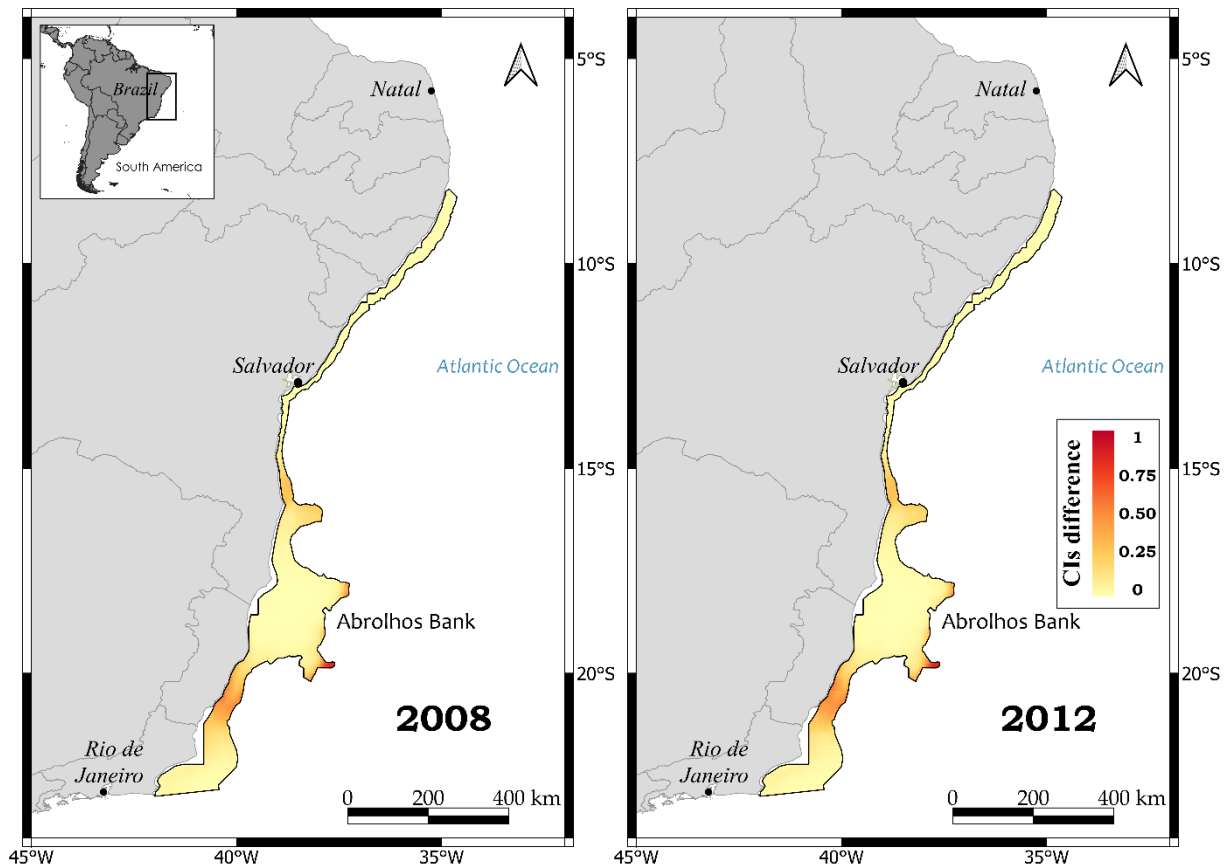 Brazil
South America
Natal
Salvador
Atlantic Ocean
Abrolhos Bank
2008
Rio de
Janeiro
0 200 400 km
5°S
10°S
15°S
20°S
45°W 40°W 35°W
Natal
Salvador
Atlantic Ocean
CIs difference
1
0.75
0.50
0.25
0
Abrolhos Bank
2012
Rio de
Janeiro
0 200 400 km
5°S
10°S
15°S
20°S
45°W 40°W 35°W